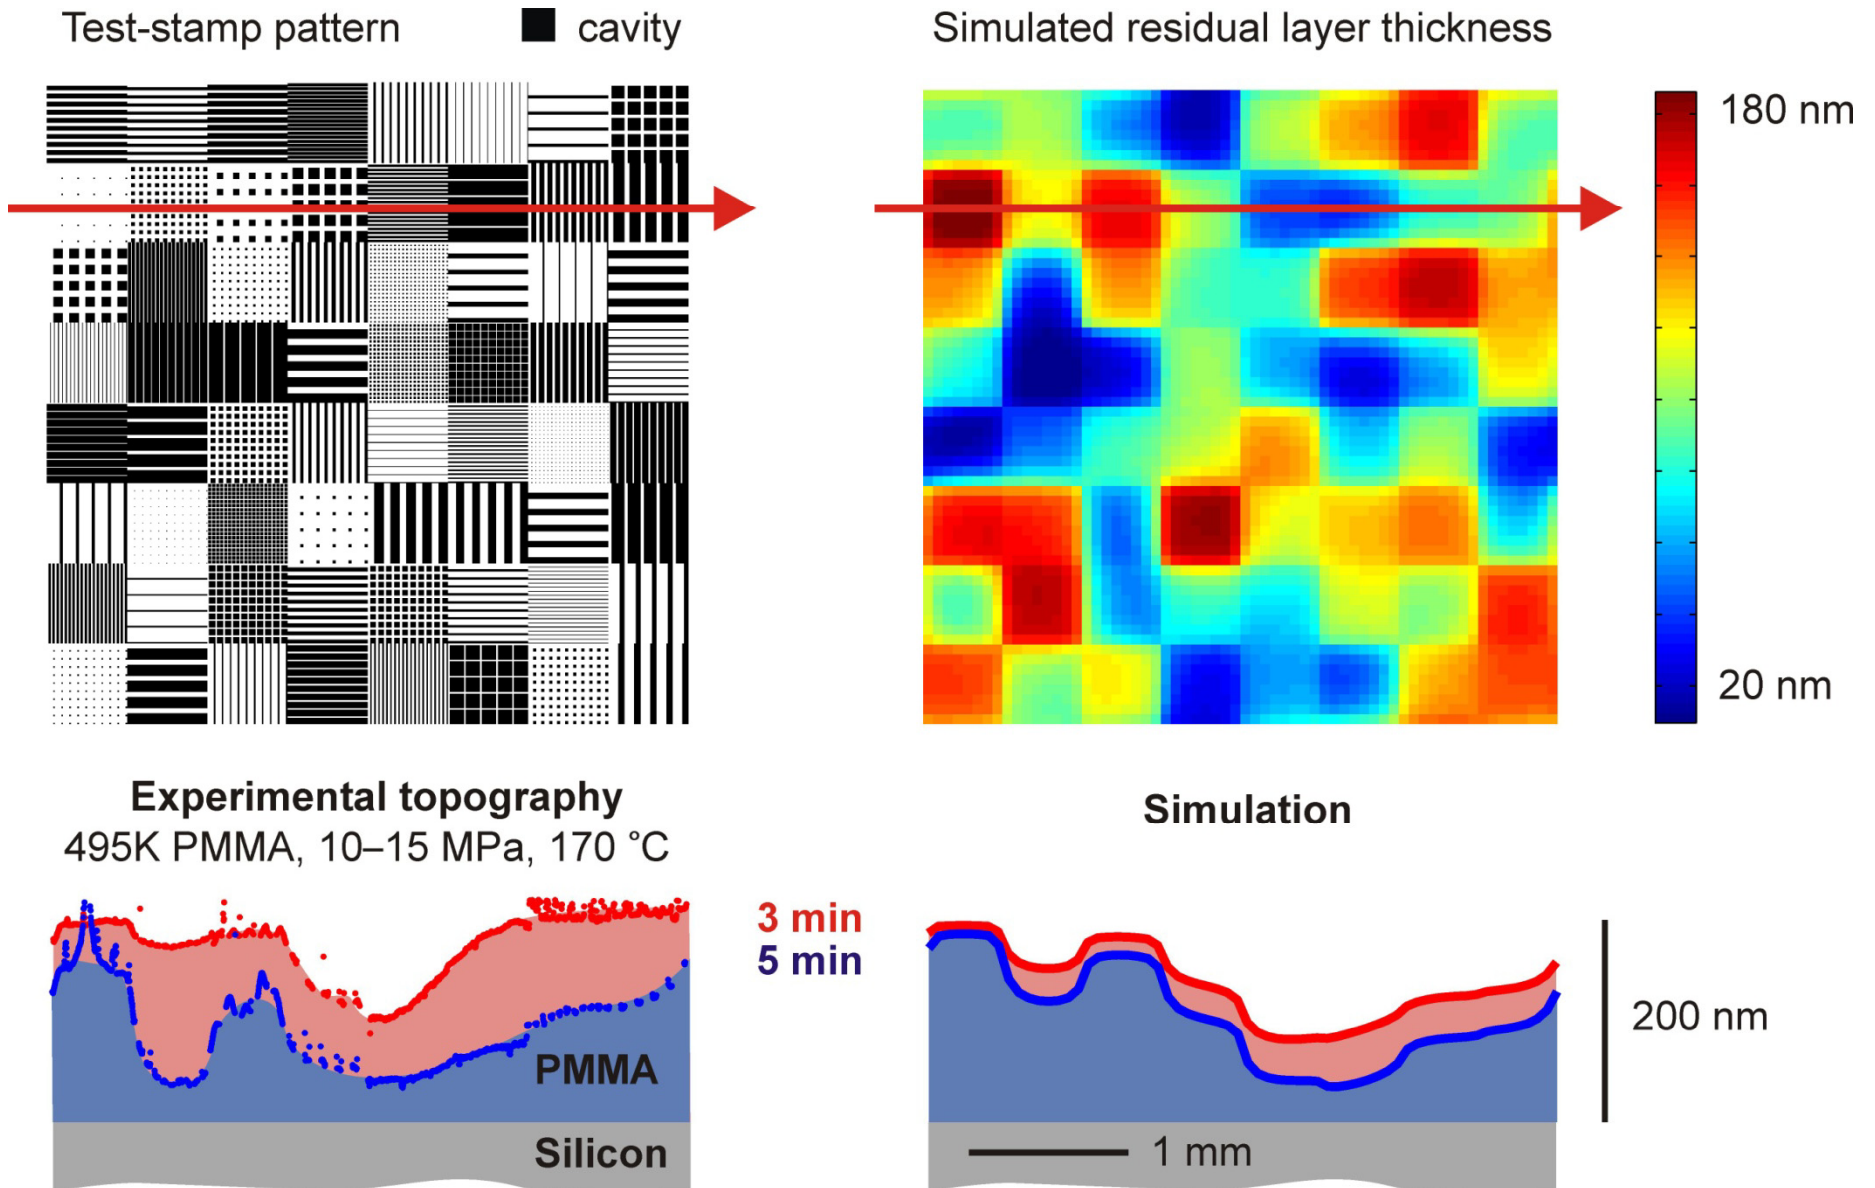 Test-stamp pattern
cavity
Simulated residual layer thickness
180 nm
20 nm
Experimental topography
495K PMMA, 10–15 MPa, 170 °C
3 min
5 min
PMMA
Silicon
Simulation
200 nm
1 mm